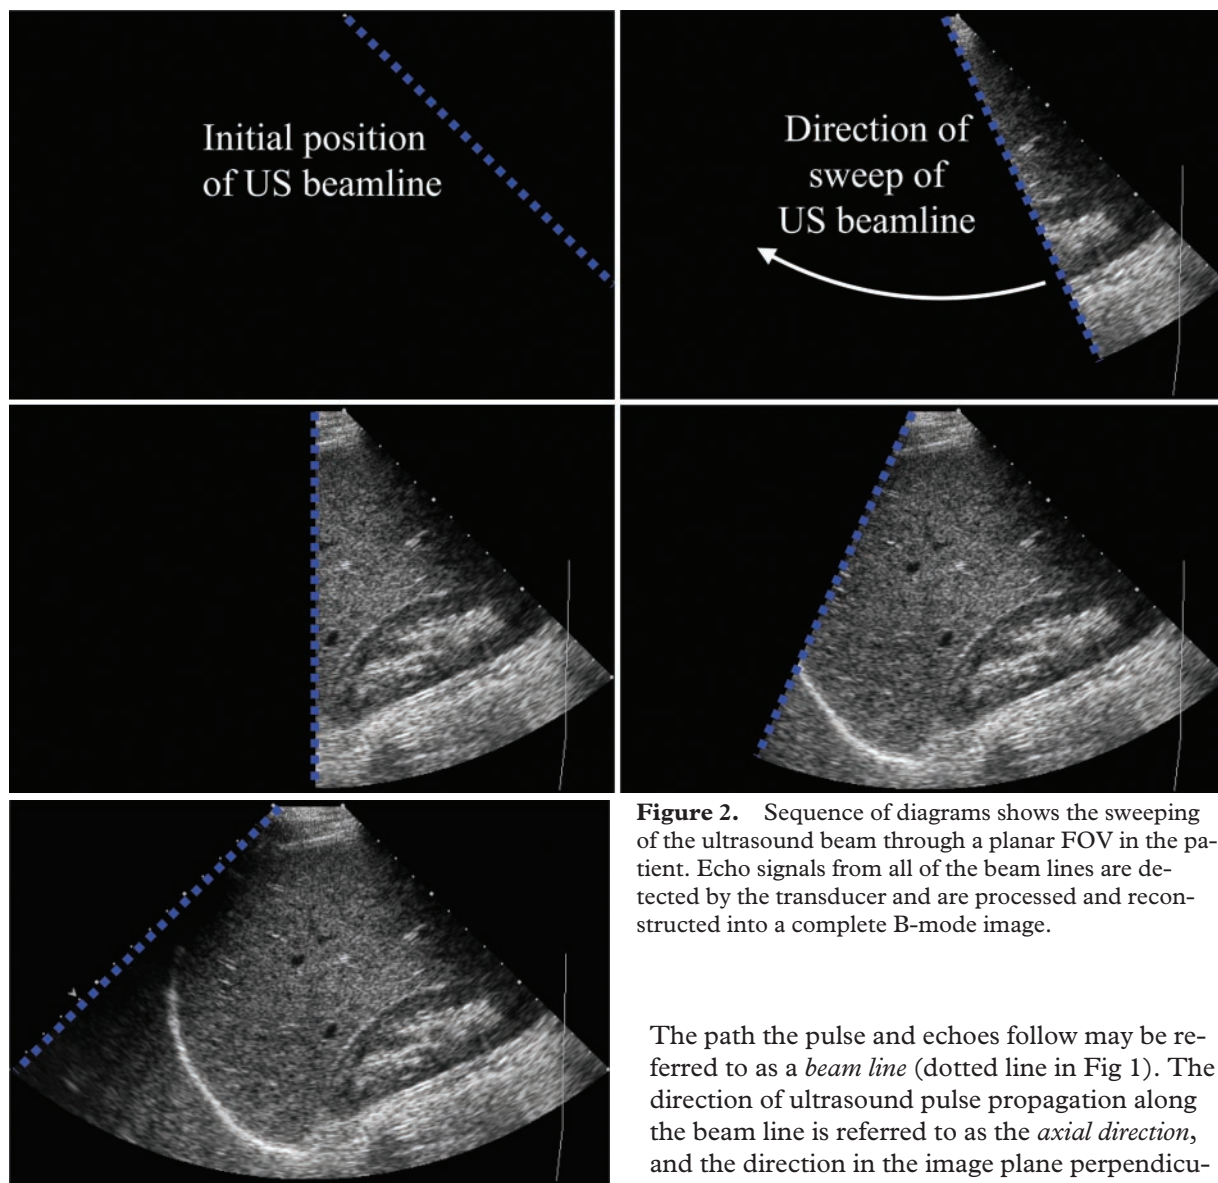 Initial position
of US beamline
Direction of
sweep of
US beamline
Figure 2. Sequence of diagrams shows the sweeping
of the ultrasound beam through a planar FOV in the pa-
tient. Echo signals from all of the beam lines are de-
tected by the transducer and are processed and recon-
structed into a complete B-mode image.
The path the pulse and echoes follow may be re-
ferred to as a beam line (dotted line in Fig 1). The
direction of ultrasound pulse propagation along
the beam line is referred to as the axial direction,
and the direction in the image plane perpendicu-